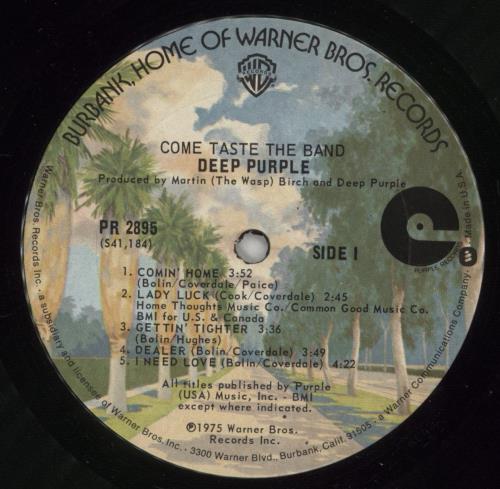 BURBANK, HOME OF WARNER BROS. RECORDS
WB
RECORDS
COME TASTE THE BAND
DEEP PURPLE
Produced by Martin (The Wasp) Birch and Deep Purple
PR 2895
(S41,184)
SIDE I
PURPLE RECORDS
1. COMIN' HOME 3:52
(Bolin/Coverdale/Paice)
2. LADY LUCK (Cook/Coverdale) 2:45
Home Thoughts Music Co./Common Good Music Co.
BMI for U.S. & Canada
3. GETTIN' TIGHTER 3:36
(Bolin/Hughes)
4. DEALER (Bolin/Coverdale) 3:49
5. I NEED LOVE (Bolin/Coverdale) 4:22
All titles published by Purple
(USA) Music, Inc. - BMI
except where indicated.
℗1975 Warner Bros.
Records Inc.
Warner Bros. Records Inc. · a subsidiary and licensee of Warner Bros. Inc. · 3300 Warner Blvd., Burbank, Calif. 91505 · a Warner Communications Company · Made in U.S.A.